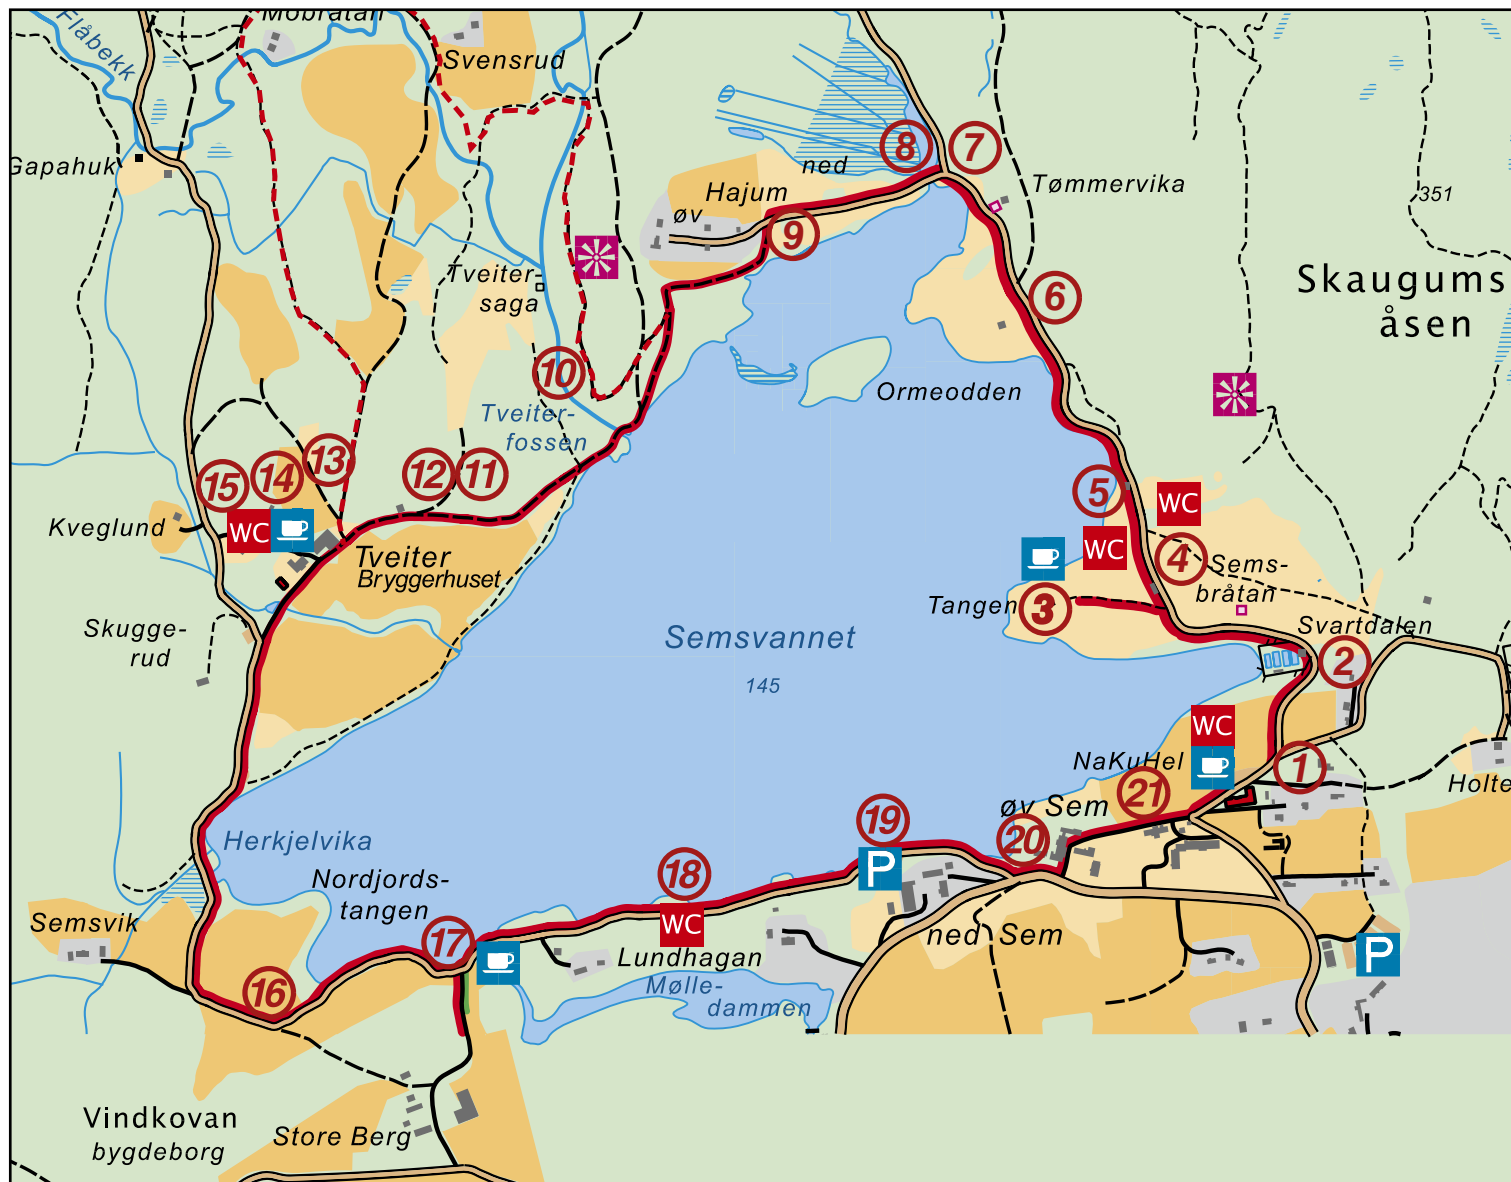 Møbråtan
Flåbekk
Svensrud
Gapahuk
8
7
ned
Tømmervika
Hajum
351
øv
9
Skaugums
åsen
Tveiter-
saga
6
10
Ormeodden
Tveiter-
fossen
13
12
11
14
15
5
WC
Kveglund
WC
WC
4
Tveiter
Bryggerhuset
Sems-
bråtan
Tangen
3
Skugge-
rud
Semsvannet
Svartdalen
2
145
WC
NaKuHel
1
Holte
21
øv Sem
19
20
Herkjelvika
P
18
Nordjords-
tangen
Semsvik
WC
17
ned Sem
P
Lundhagan
16
Mølle-
dammen
Vindkovan
bygdeborg
Store Berg